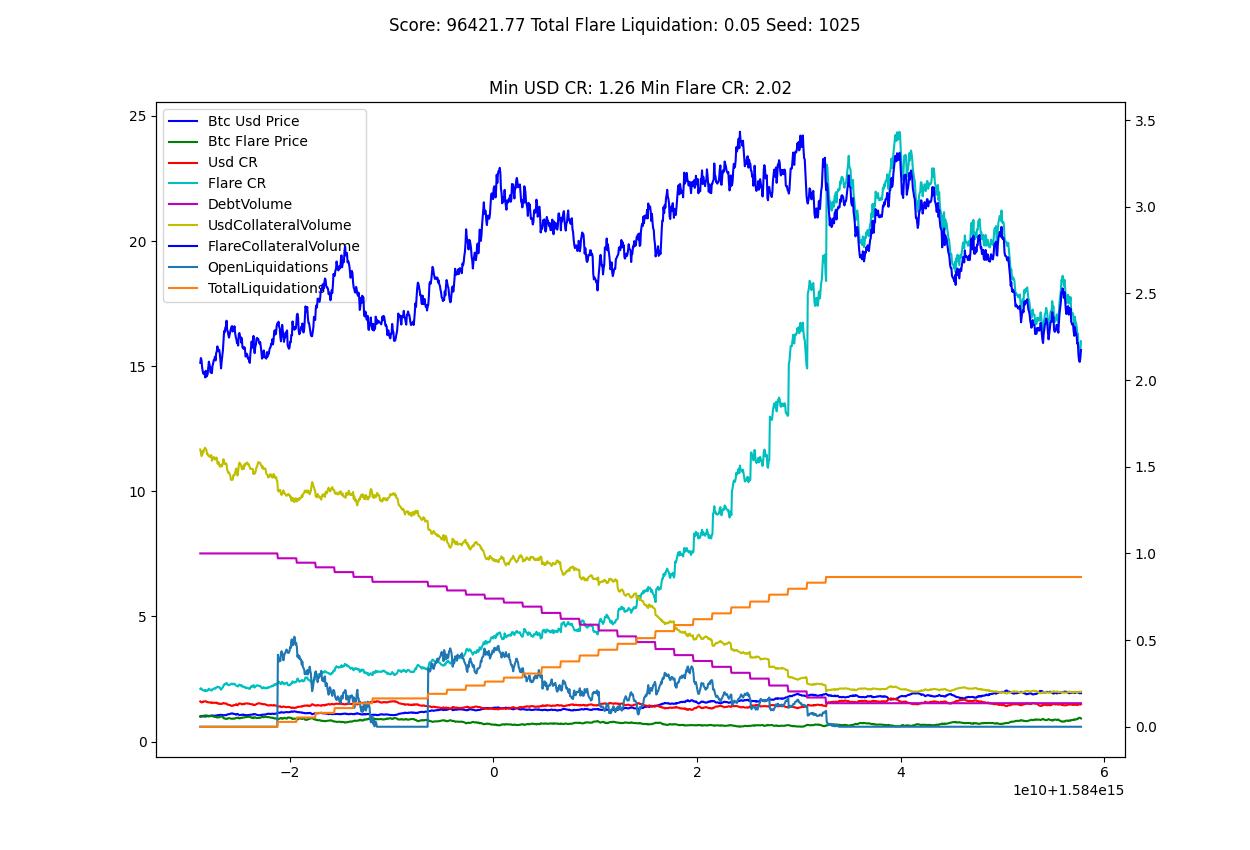 Score: 96421.77 Total Flare Liquidation: 0.05 Seed: 1025
Min USD CR: 1.26 Min Flare CR: 2.02
Btc Usd Price
Btc Flare Price
Usd CR
Flare CR
DebtVolume
UsdCollateralVolume
FlareCollateralVolume
OpenLiquidations
TotalLiquidations
25
20
15
10
5
0
3.5
3.0
2.5
2.0
1.5
1.0
0.5
0.0
−2 0 2 4 6
1e10+1.584e15